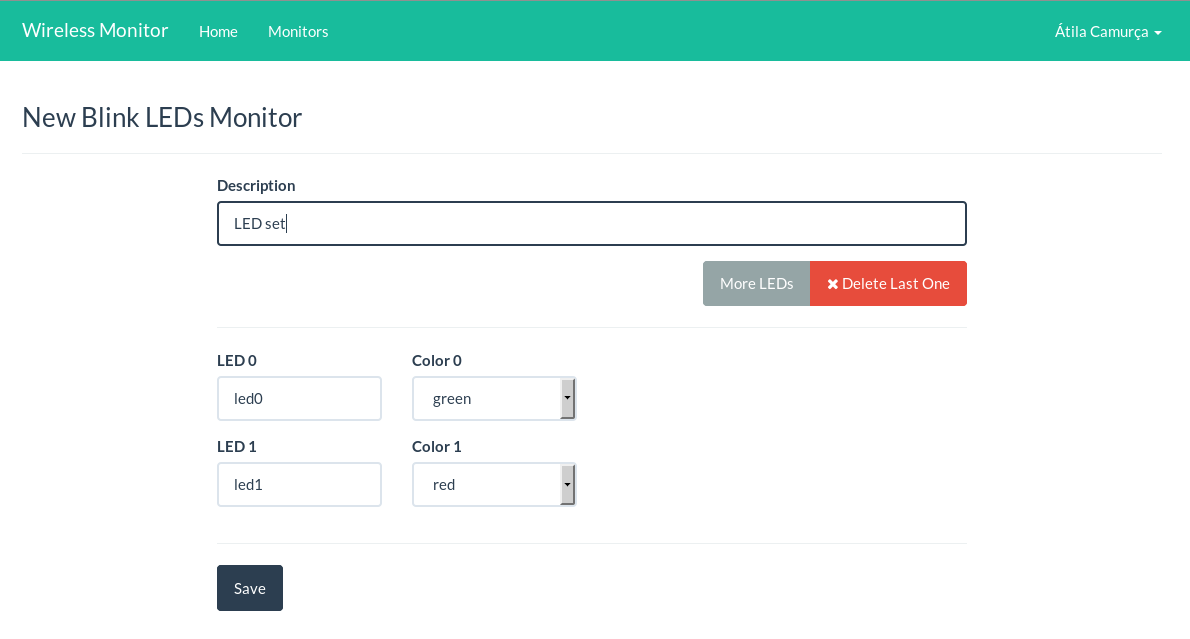 Wireless Monitor Home Monitors Átila Camurça
New Blink LEDs Monitor
Description
LED set
More LEDs Delete Last One
LED 0 Color 0
led0 green
LED 1 Color 1
led1 red
Save